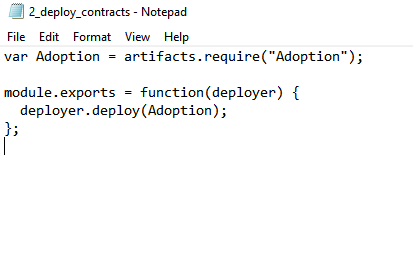 2_deploy_contracts - Notepad
File Edit Format View Help
var Adoption = artifacts.require("Adoption");

module.exports = function(deployer) {
  deployer.deploy(Adoption);
};